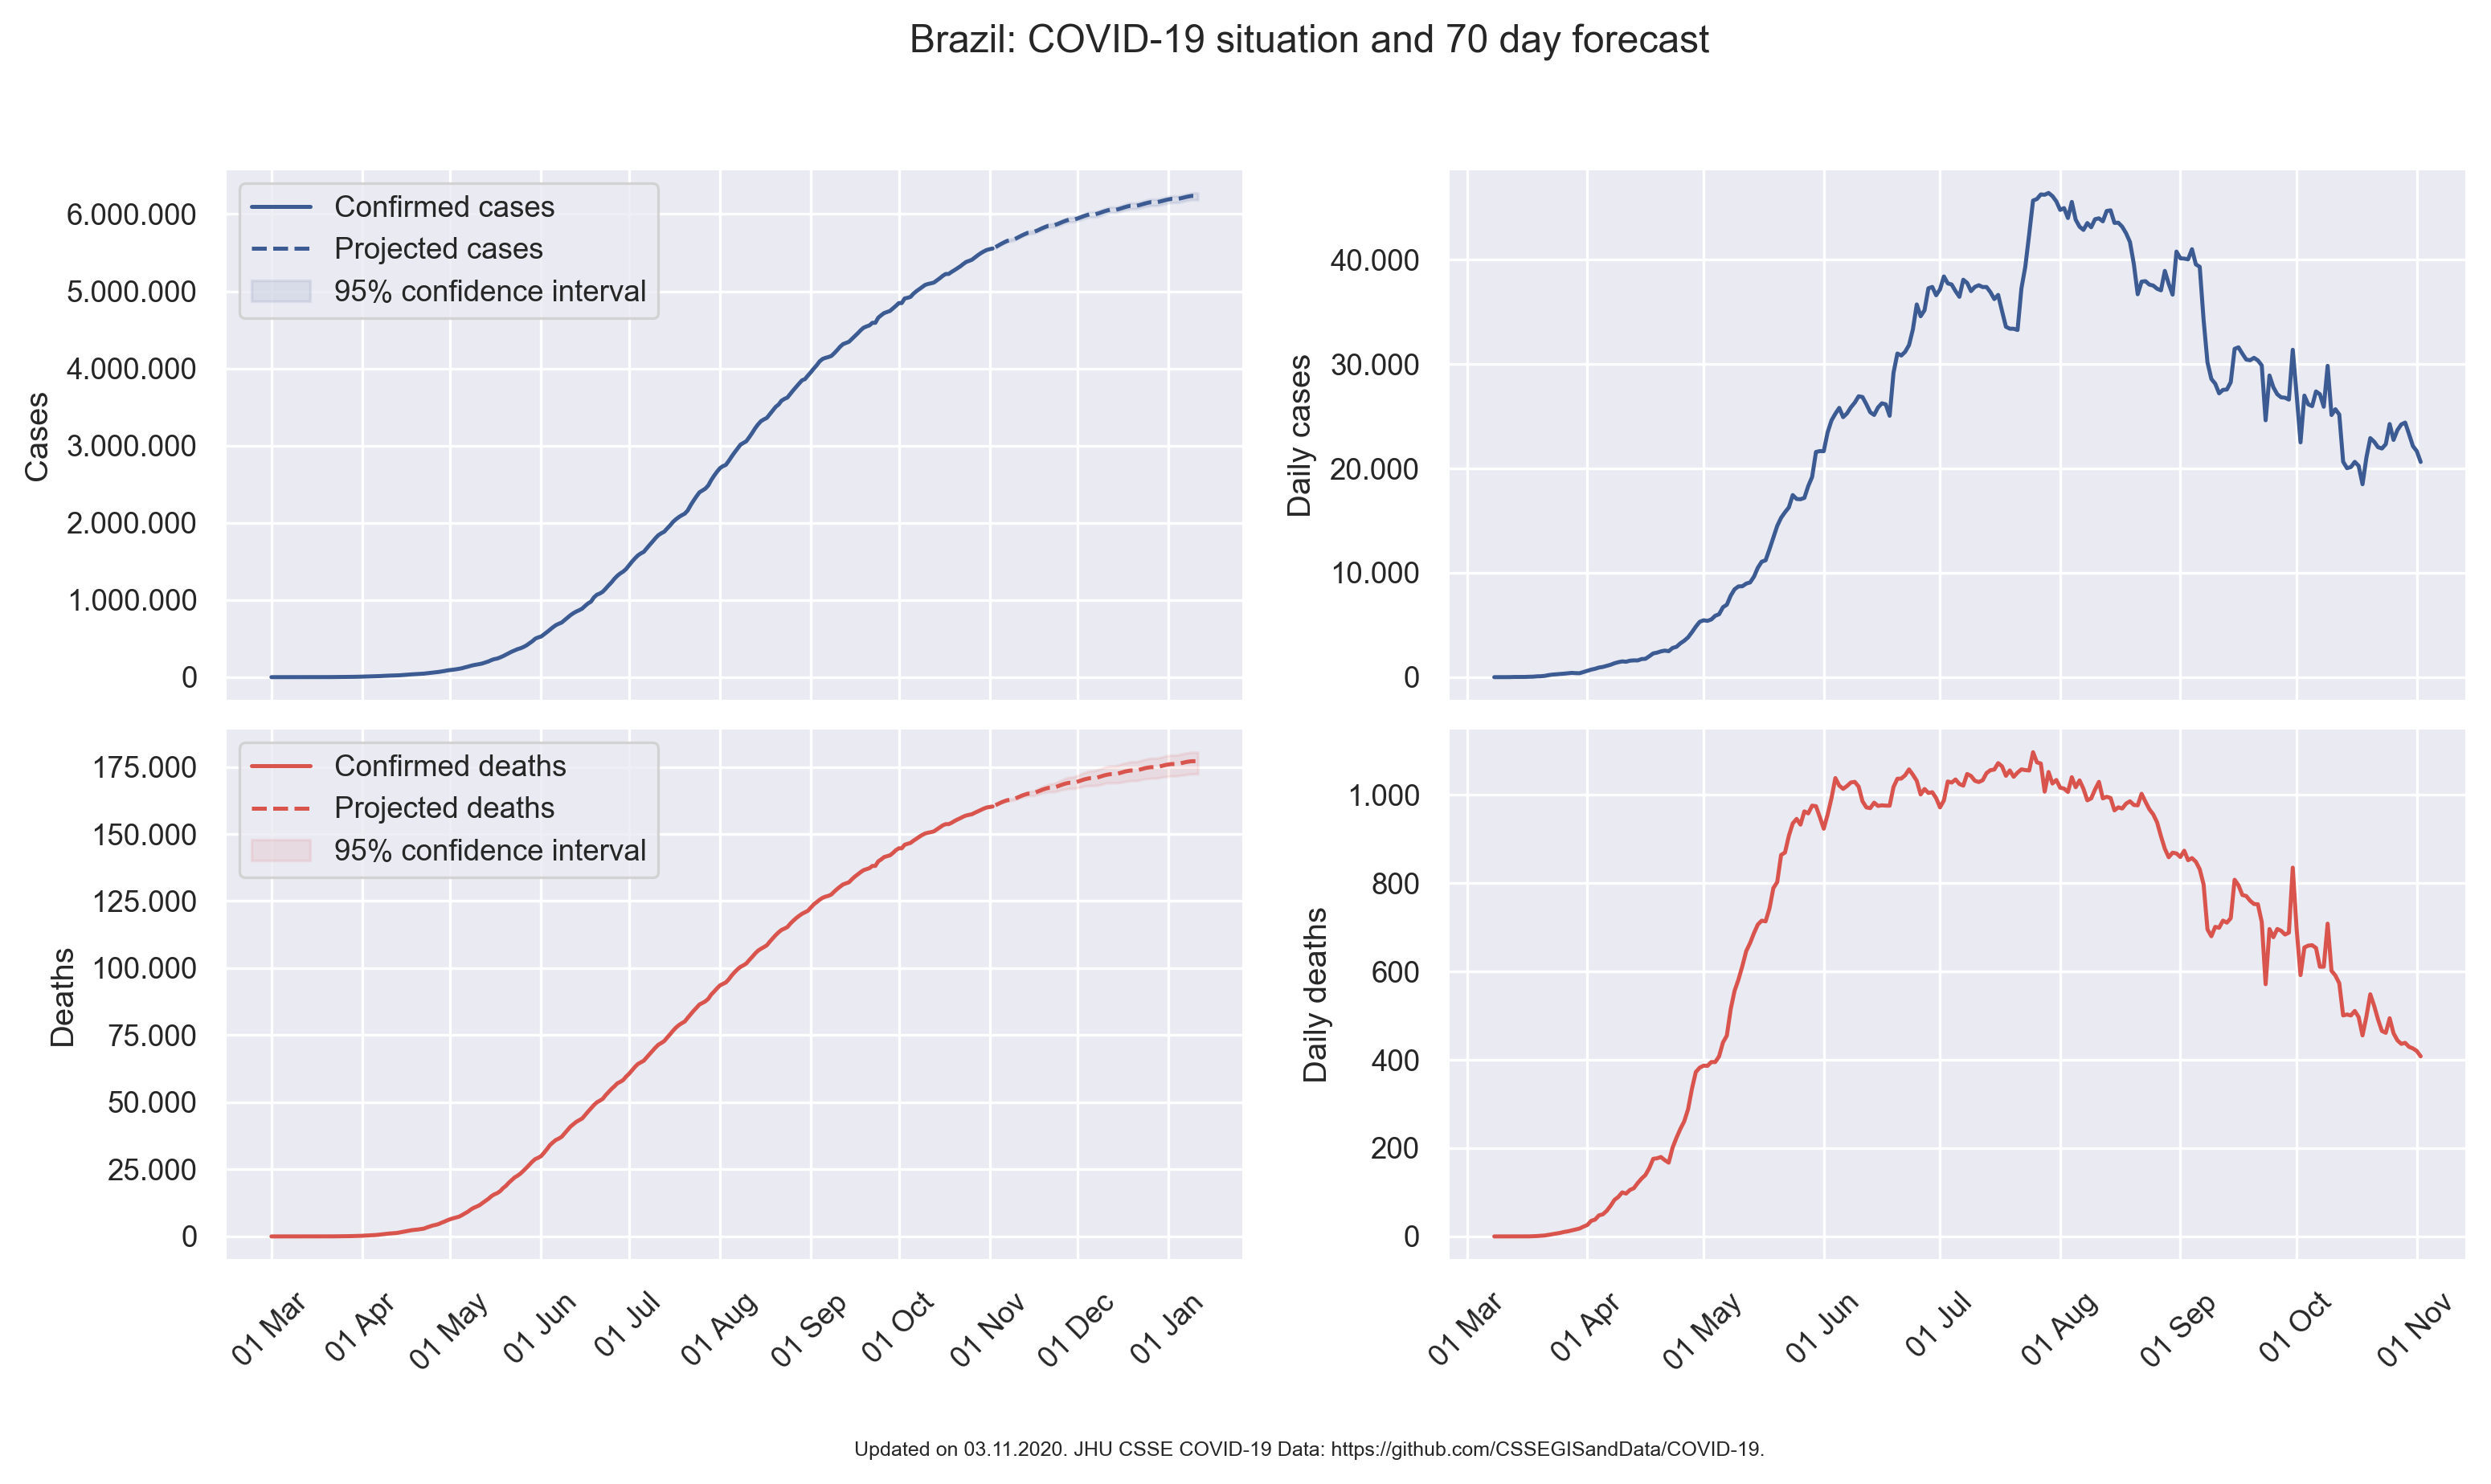 Brazil: COVID-19 situation and 70 day forecast
Confirmed cases
Projected cases
95% confidence interval
6.000.000
5.000.000
4.000.000
3.000.000
2.000.000
1.000.000
0
Cases
40.000
30.000
20.000
10.000
0
Daily cases
Confirmed deaths
Projected deaths
95% confidence interval
175.000
150.000
125.000
100.000
75.000
50.000
25.000
0
Deaths
01 Mar
01 Apr
01 May
01 Jun
01 Jul
01 Aug
01 Sep
01 Oct
01 Nov
01 Dec
01 Jan
1.000
800
600
400
200
0
Daily deaths
01 Mar
01 Apr
01 May
01 Jun
01 Jul
01 Aug
01 Sep
01 Oct
01 Nov
Updated on 03.11.2020. JHU CSSE COVID-19 Data: https://github.com/CSSEGISandData/COVID-19.